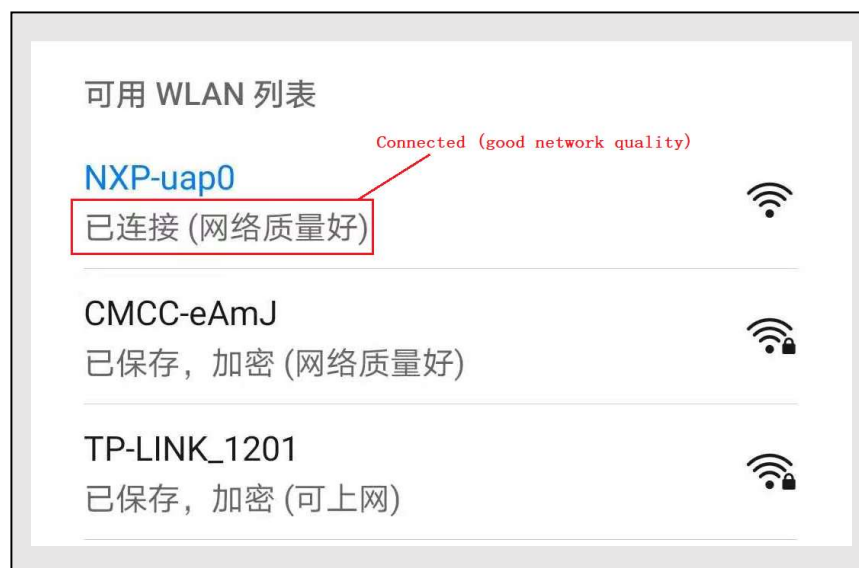 可用 WLAN 列表
Connected (good network quality)
NXP-uap0
已连接 (网络质量好)
CMCC-eAmJ
已保存，加密 (网络质量好)
TP-LINK_1201
已保存，加密 (可上网)